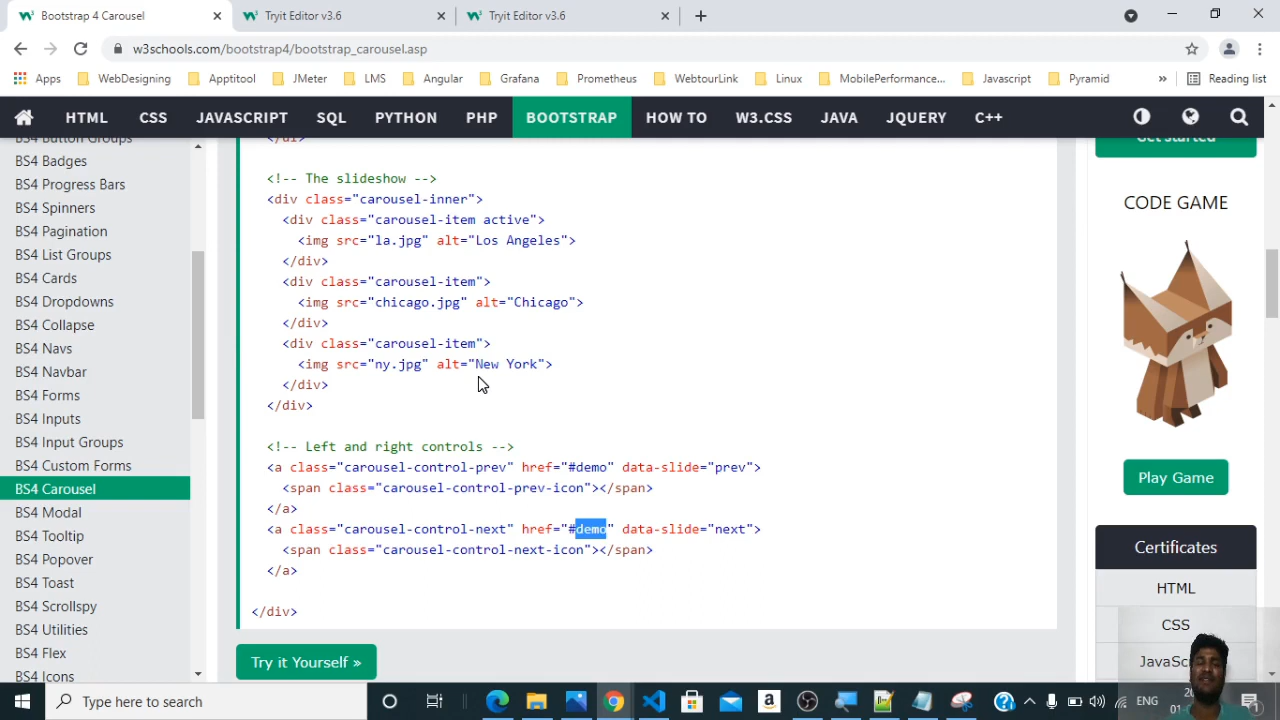 Bootstrap 4 Carousel
Tryit Editor v3.6
Tryit Editor v3.6
w3schools.com/bootstrap4/bootstrap_carousel.asp
Apps
WebDesigning
Apptitool
JMeter
LMS
Angular
Grafana
Prometheus
WebtourLink
Linux
MobilePerformance...
Javascript
Pyramid
»
Reading list
HTML
CSS
JAVASCRIPT
SQL
PYTHON
PHP
BOOTSTRAP
HOW TO
W3.CSS
JAVA
JQUERY
C++
BS4 Button Groups
BS4 Badges
BS4 Progress Bars
BS4 Spinners
BS4 Pagination
BS4 List Groups
BS4 Cards
BS4 Dropdowns
BS4 Collapse
BS4 Navs
BS4 Navbar
BS4 Forms
BS4 Inputs
BS4 Input Groups
BS4 Custom Forms
BS4 Carousel
BS4 Modal
BS4 Tooltip
BS4 Popover
BS4 Toast
BS4 Scrollspy
BS4 Utilities
BS4 Flex
BS4 Icons
</ul>
<!-- The slideshow -->
<div class="carousel-inner">
<div class="carousel-item active">
<img src="la.jpg" alt="Los Angeles">
</div>
<div class="carousel-item">
<img src="chicago.jpg" alt="Chicago">
</div>
<div class="carousel-item">
<img src="ny.jpg" alt="New York">
</div>
</div>
<!-- Left and right controls -->
<a class="carousel-control-prev" href="#demo" data-slide="prev">
<span class="carousel-control-prev-icon"></span>
</a>
<a class="carousel-control-next" href="#demo" data-slide="next">
<span class="carousel-control-next-icon"></span>
</a>
</div>
Try it Yourself »
Get started
CODE GAME
Play Game
Certificates
HTML
CSS
Type here to search
ENG